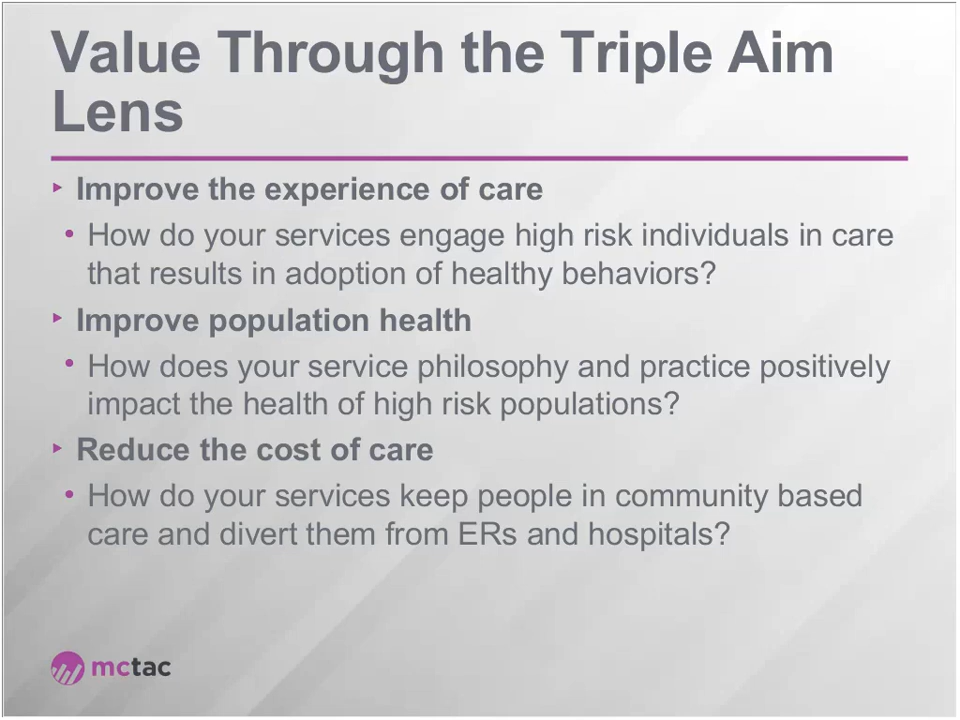 Value Through the Triple Aim
Lens
‣ Improve the experience of care
• How do your services engage high risk individuals in care
that results in adoption of healthy behaviors?
‣ Improve population health
• How does your service philosophy and practice positively
impact the health of high risk populations?
‣ Reduce the cost of care
• How do your services keep people in community based
care and divert them from ERs and hospitals?
mctac